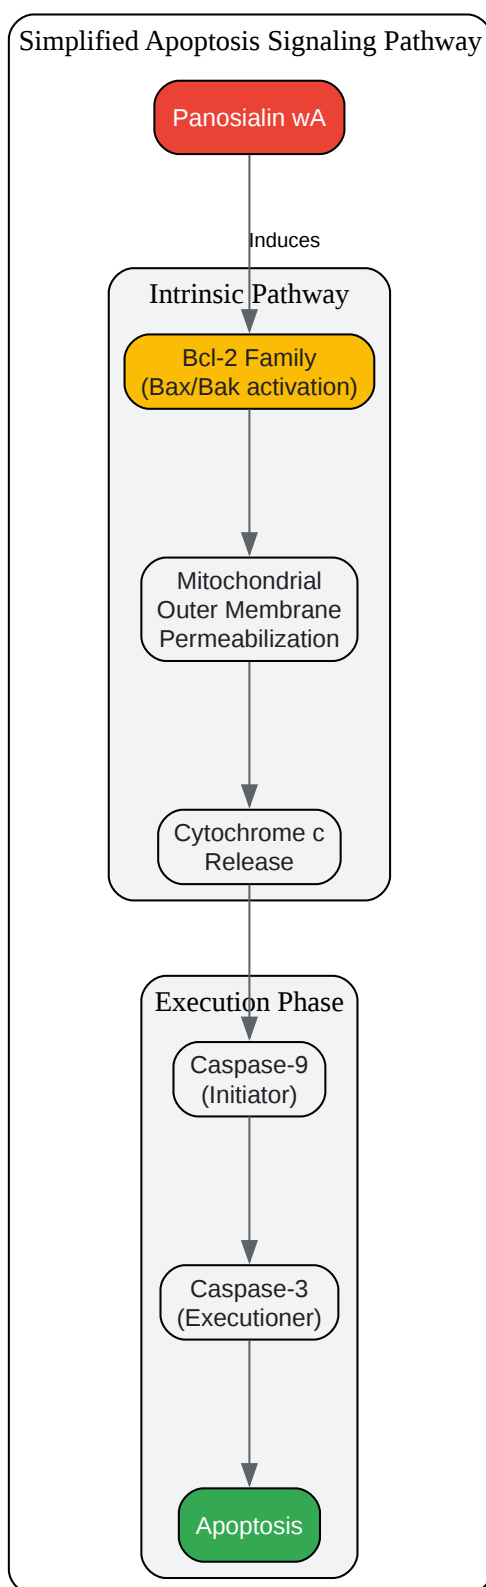 Simplified Apoptosis Signaling Pathway
Panosialin wA
Induces
Intrinsic Pathway
Bcl-2 Family
(Bax/Bak activation)
Mitochondrial
Outer Membrane
Permeabilization
Cytochrome c
Release
Execution Phase
Caspase-9
(Initiator)
Caspase-3
(Executioner)
Apoptosis